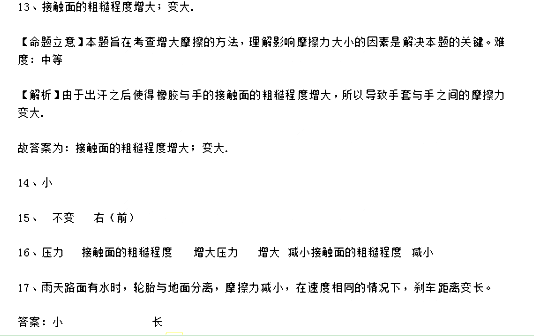 13、接触面的粗糙程度增大；变大.
【命题立意】本题旨在考查增大摩擦的方法，理解影响摩擦力大小的因素是解决本题的关键。难
度：中等
【解析】由于出汗之后使得橡胶与手的接触面的粗糙程度增大，所以导致手套与手之间的摩擦力
变大.
故答案为：接触面的粗糙程度增大；变大.
14、小
15、 不变 右（前）
16、压力 接触面的粗糙程度 增大压力 增大 减小接触面的粗糙程度 减小
17、雨天路面有水时，轮胎与地面分离，摩擦力减小，在速度相同的情况下，刹车距离变长。
答案：小 长